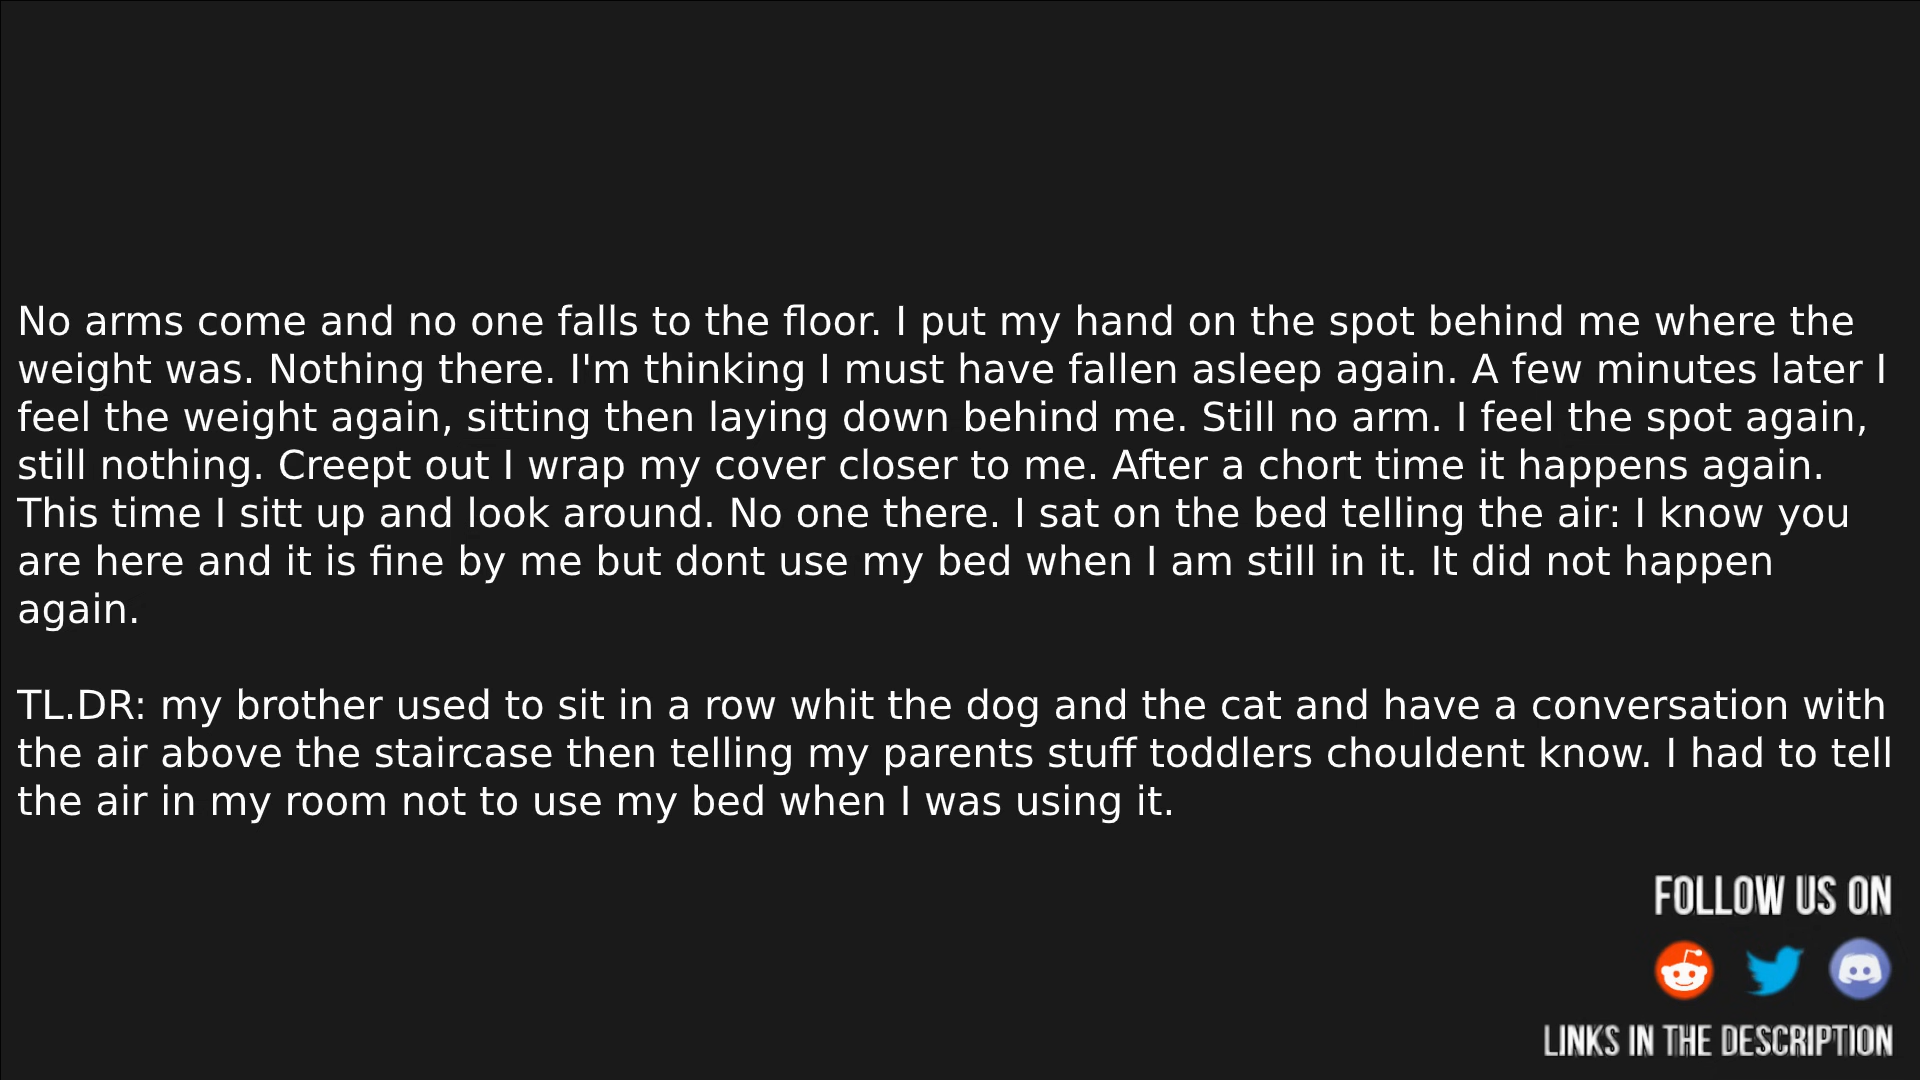 No arms come and no one falls to the floor. I put my hand on the spot behind me where the
weight was. Nothing there. I'm thinking I must have fallen asleep again. A few minutes later I
feel the weight again, sitting then laying down behind me. Still no arm. I feel the spot again,
still nothing. Creept out I wrap my cover closer to me. After a chort time it happens again.
This time I sitt up and look around. No one there. I sat on the bed telling the air: I know you
are here and it is fine by me but dont use my bed when I am still in it. It did not happen
again.
TL.DR: my brother used to sit in a row whit the dog and the cat and have a conversation with
the air above the staircase then telling my parents stuff toddlers chouldent know. I had to tell
the air in my room not to use my bed when I was using it.
FOLLOW US ON
LINKS IN THE DESCRIPTION